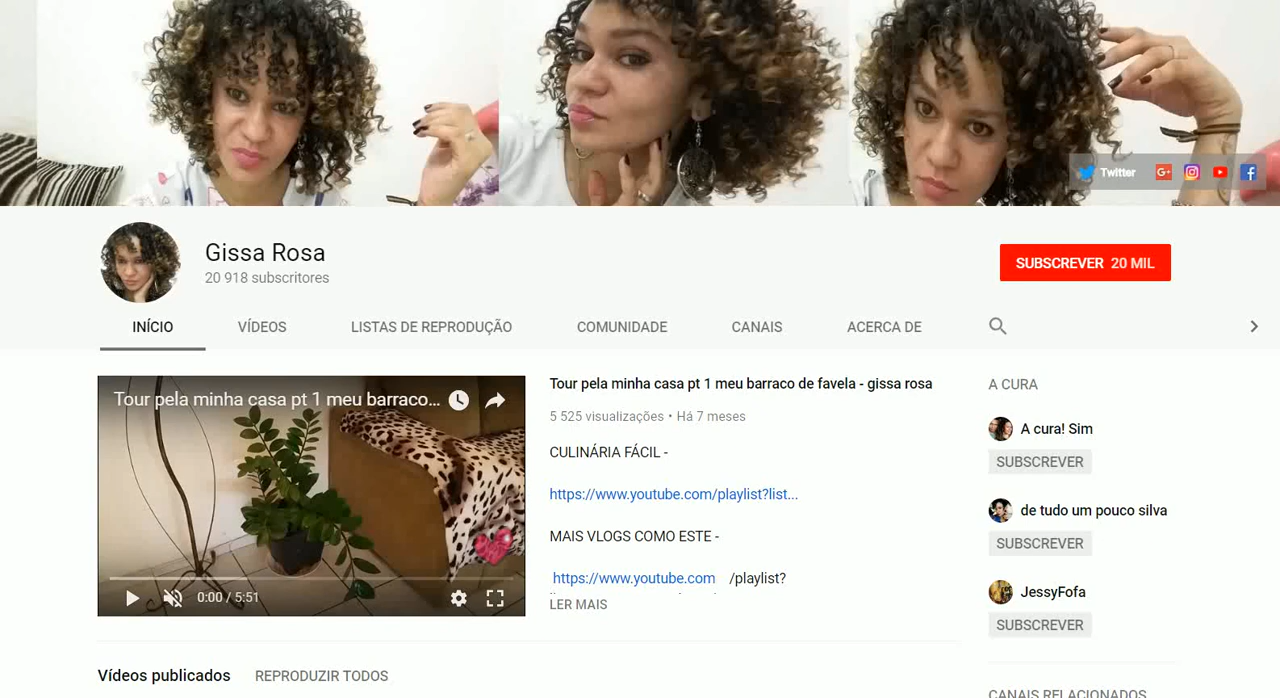 Twitter
Gissa Rosa
20 918 subscritores
SUBSCREVER 20 MIL
INÍCIO
VÍDEOS
LISTAS DE REPRODUÇÃO
COMUNIDADE
CANAIS
ACERCA DE
Tour pela minha casa pt 1 meu barraco...
0:00 / 5:51
Tour pela minha casa pt 1 meu barraco de favela - gissa rosa
5 525 visualizações • Há 7 meses
CULINÁRIA FÁCIL -
https://www.youtube.com/playlist?list...
MAIS VLOGS COMO ESTE -
https://www.youtube.com /playlist?
LER MAIS
A CURA
A cura! Sim
SUBSCREVER
de tudo um pouco silva
SUBSCREVER
JessyFofa
SUBSCREVER
CANAIS RELACIONADOS
Vídeos publicados
REPRODUZIR TODOS